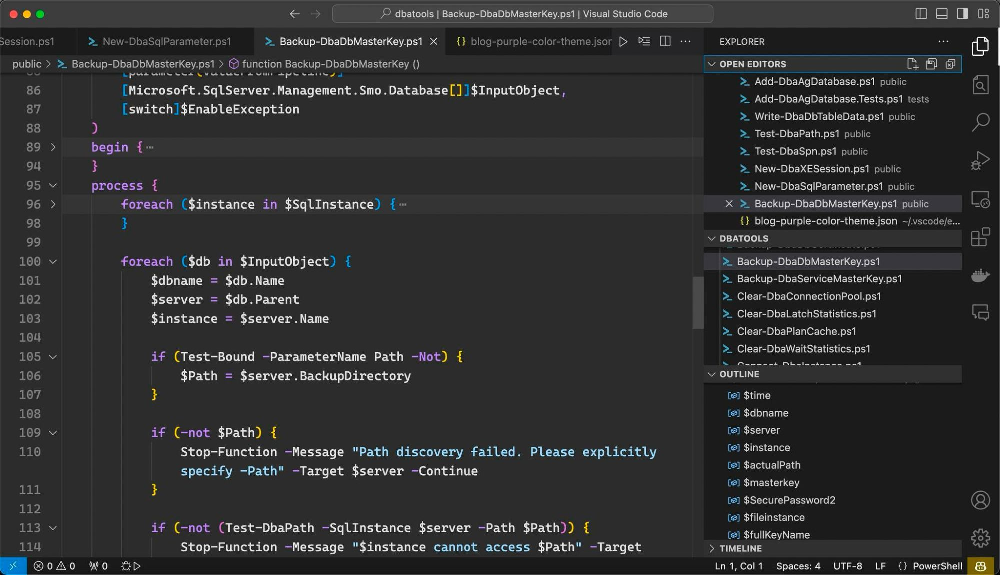 dbatools | Backup-DbaDbMasterKey.ps1 | Visual Studio Code
Session.ps1
New-DbaSqlParameter.ps1
Backup-DbaDbMasterKey.ps1
{} blog-purple-color-theme.json
public > Backup-DbaDbMasterKey.ps1 > function Backup-DbaDbMasterKey ()
[parameter(ValueFromPipeline)]
86 [Microsoft.SqlServer.Management.Smo.Database[]]$InputObject,
87 [switch]$EnableException
88 )
89 begin { ⋯
94 }
95 process {
96 foreach ($instance in $SqlInstance) { ⋯
98 }
99
100 foreach ($db in $InputObject) {
101 $dbname = $db.Name
102 $server = $db.Parent
103 $instance = $server.Name
104
105 if (Test-Bound -ParameterName Path -Not) {
106 $Path = $server.BackupDirectory
107 }
108
109 if (-not $Path) {
110 Stop-Function -Message "Path discovery failed. Please explicitly
specify -Path" -Target $server -Continue
111 }
112
113 if (-not (Test-DbaPath -SqlInstance $server -Path $Path)) {
114 Stop-Function -Message "$instance cannot access $Path" -Target
EXPLORER
OPEN EDITORS
Add-DbaAgDatabase.ps1 public
Add-DbaAgDatabase.Tests.ps1 tests
Write-DbaDbTableData.ps1 public
Test-DbaPath.ps1 public
Test-DbaSpn.ps1 public
New-DbaXESession.ps1 public
New-DbaSqlParameter.ps1 public
Backup-DbaDbMasterKey.ps1 public
{} blog-purple-color-theme.json ~/.vscode/e...
DBATOOLS
Backup-DbaDbMasterKey.ps1
Backup-DbaServiceMasterKey.ps1
Clear-DbaConnectionPool.ps1
Clear-DbaLatchStatistics.ps1
Clear-DbaPlanCache.ps1
Clear-DbaWaitStatistics.ps1
Connect-DbaInstance.ps1
OUTLINE
$time
$dbname
$server
$instance
$actualPath
$masterkey
$SecurePassword2
$fileinstance
$fullKeyName
TIMELINE
0 0 0
Ln 1, Col 1 Spaces: 4 UTF-8 LF {} PowerShell